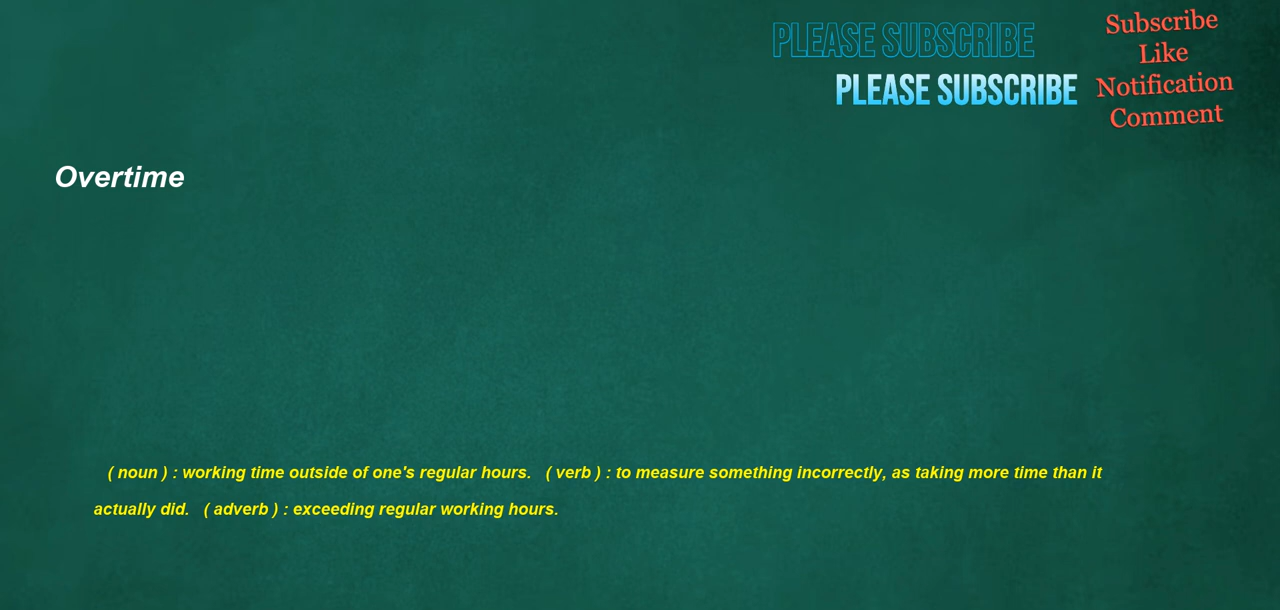 PLEASE SUBSCRIBE
PLEASE SUBSCRIBE
Subscribe
Like
Notification
Comment
Overtime
( noun ) : working time outside of one's regular hours. ( verb ) : to measure something incorrectly, as taking more time than it
actually did. ( adverb ) : exceeding regular working hours.